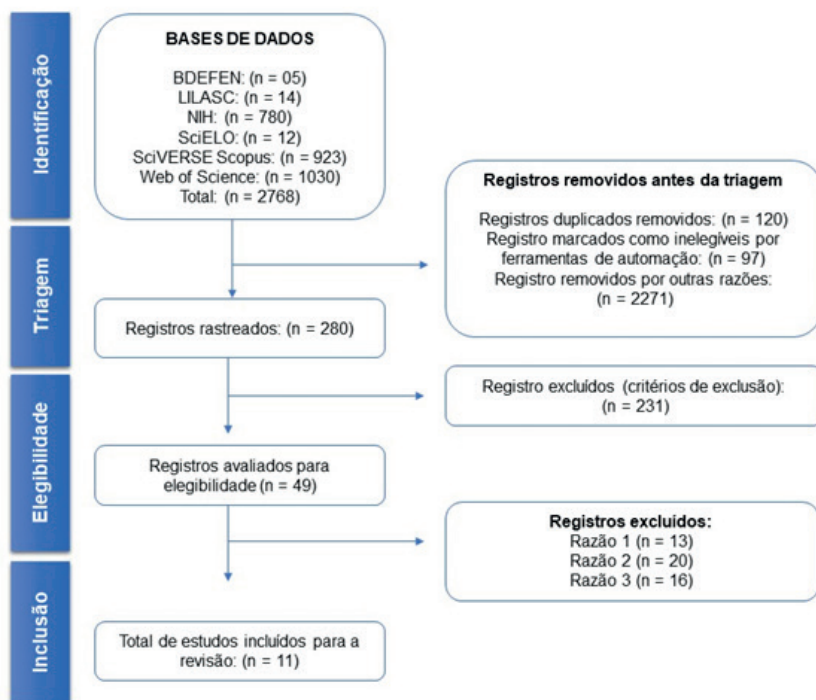 Identificação
BASES DE DADOS
BDEFEN: (n = 05)
LILASC: (n = 14)
NIH: (n = 780)
SciELO: (n = 12)
SciVERSE Scopus: (n = 923)
Web of Science: (n = 1030)
Total: (n = 2768)
Registros removidos antes da triagem
Registros duplicados removidos: (n = 120)
Registro marcados como inelegíveis por
ferramentas de automação: (n = 97)
Registro removidos por outras razões:
(n = 2271)
Triagem
Registros rastreados: (n = 280)
Registro excluídos (critérios de exclusão):
(n = 231)
Elegibilidade
Registros avaliados para
elegibilidade (n = 49)
Registros excluídos:
Razão 1 (n = 13)
Razão 2 (n = 20)
Razão 3 (n = 16)
Inclusão
Total de estudos incluídos para a
revisão: (n = 11)